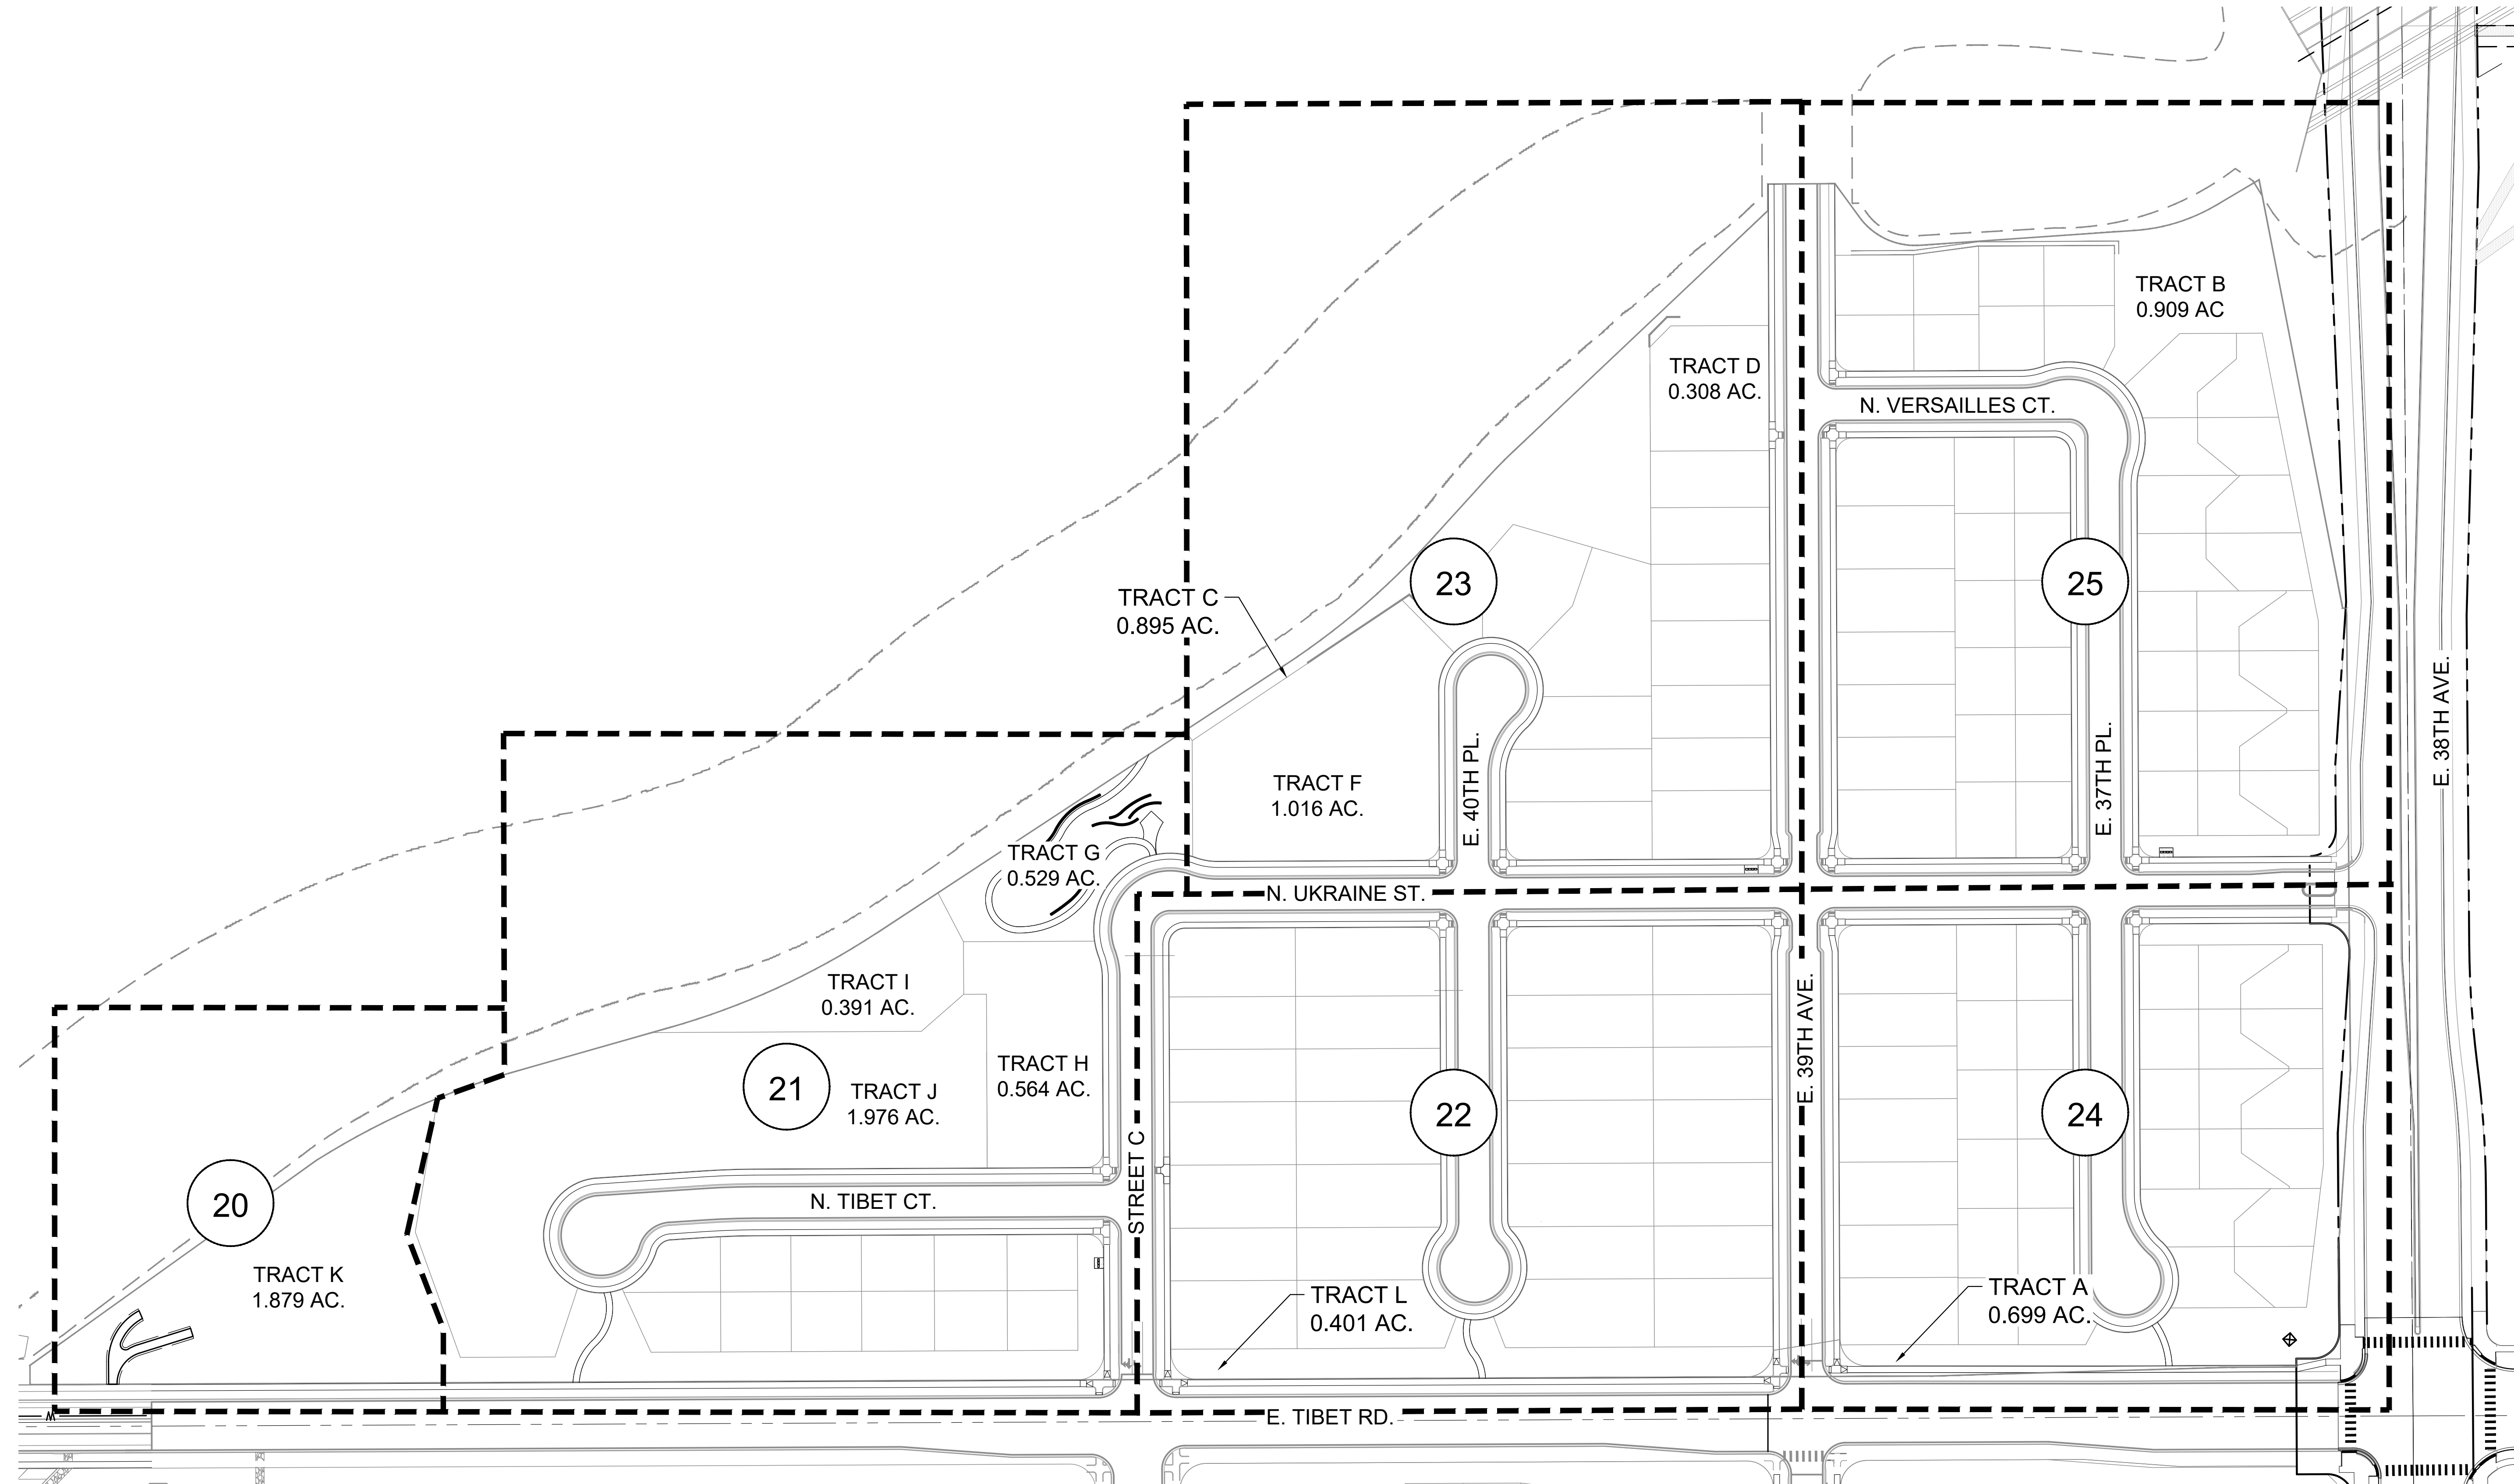 TRACT B
0.909 AC
TRACT D
0.308 AC.
N. VERSAILLES CT.
23
25
TRACT C
0.895 AC.
E. 38TH AVE.
TRACT F
1.016 AC.
E. 40TH PL.
E. 37TH PL.
TRACT G
0.529 AC.
N. UKRAINE ST.
TRACT I
0.391 AC.
E. 39TH AVE.
TRACT H
0.564 AC.
21
TRACT J
1.976 AC.
22
24
STREET C
20
N. TIBET CT.
TRACT K
1.879 AC.
TRACT L
0.401 AC.
TRACT A
0.699 AC.
E. TIBET RD.
W